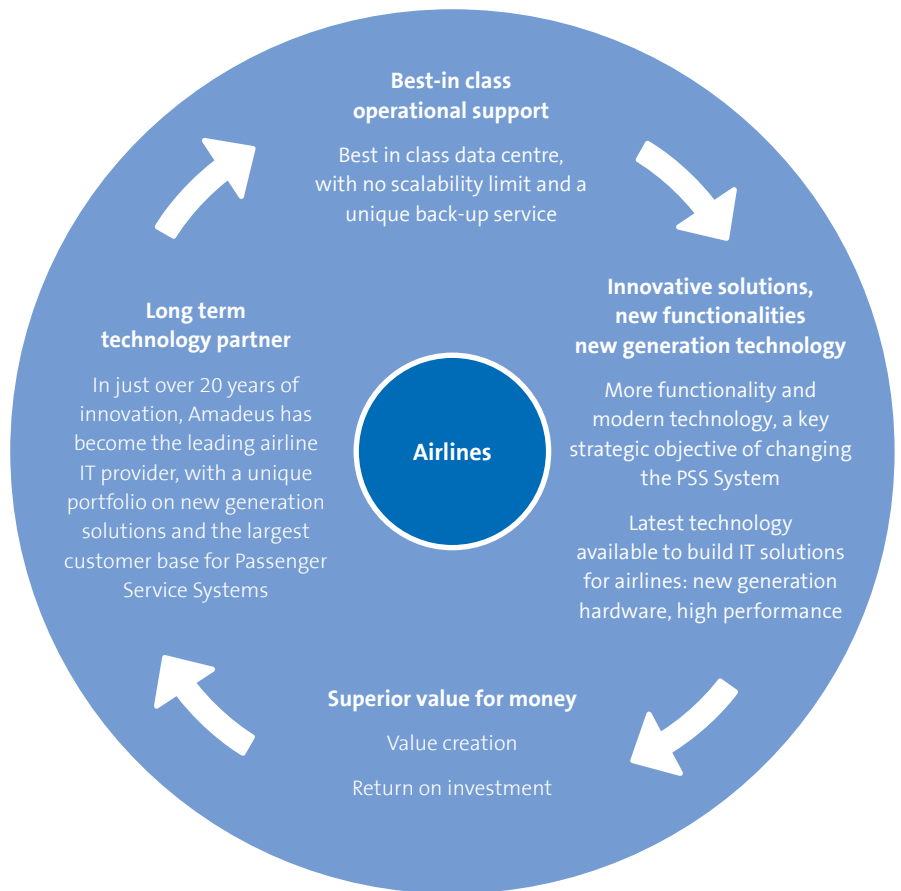 Best-in class
operational support
Best in class data centre,
with no scalability limit and a
unique back-up service
Innovative solutions,
new functionalities
new generation technology
More functionality and
modern technology, a key
strategic objective of changing
the PSS System
Latest technology
available to build IT solutions
for airlines: new generation
hardware, high performance
Superior value for money
Value creation
Return on investment
Long term
technology partner
In just over 20 years of
innovation, Amadeus has
become the leading airline
IT provider, with a unique
portfolio on new generation
solutions and the largest
customer base for Passenger
Service Systems
Airlines